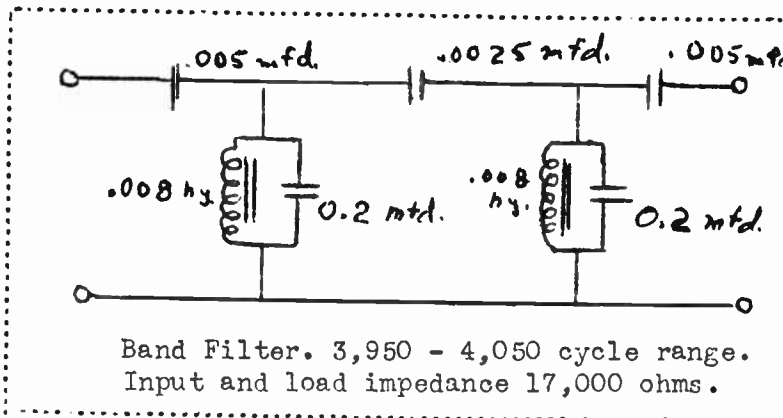 .005 mfd.
.0025 mfd.
.005 mfd
.008 hy.
0.2 mfd.
.008 hy.
0.2 mfd.
Band Filter. 3,950 - 4,050 cycle range.
Input and load impedance 17,000 ohms.